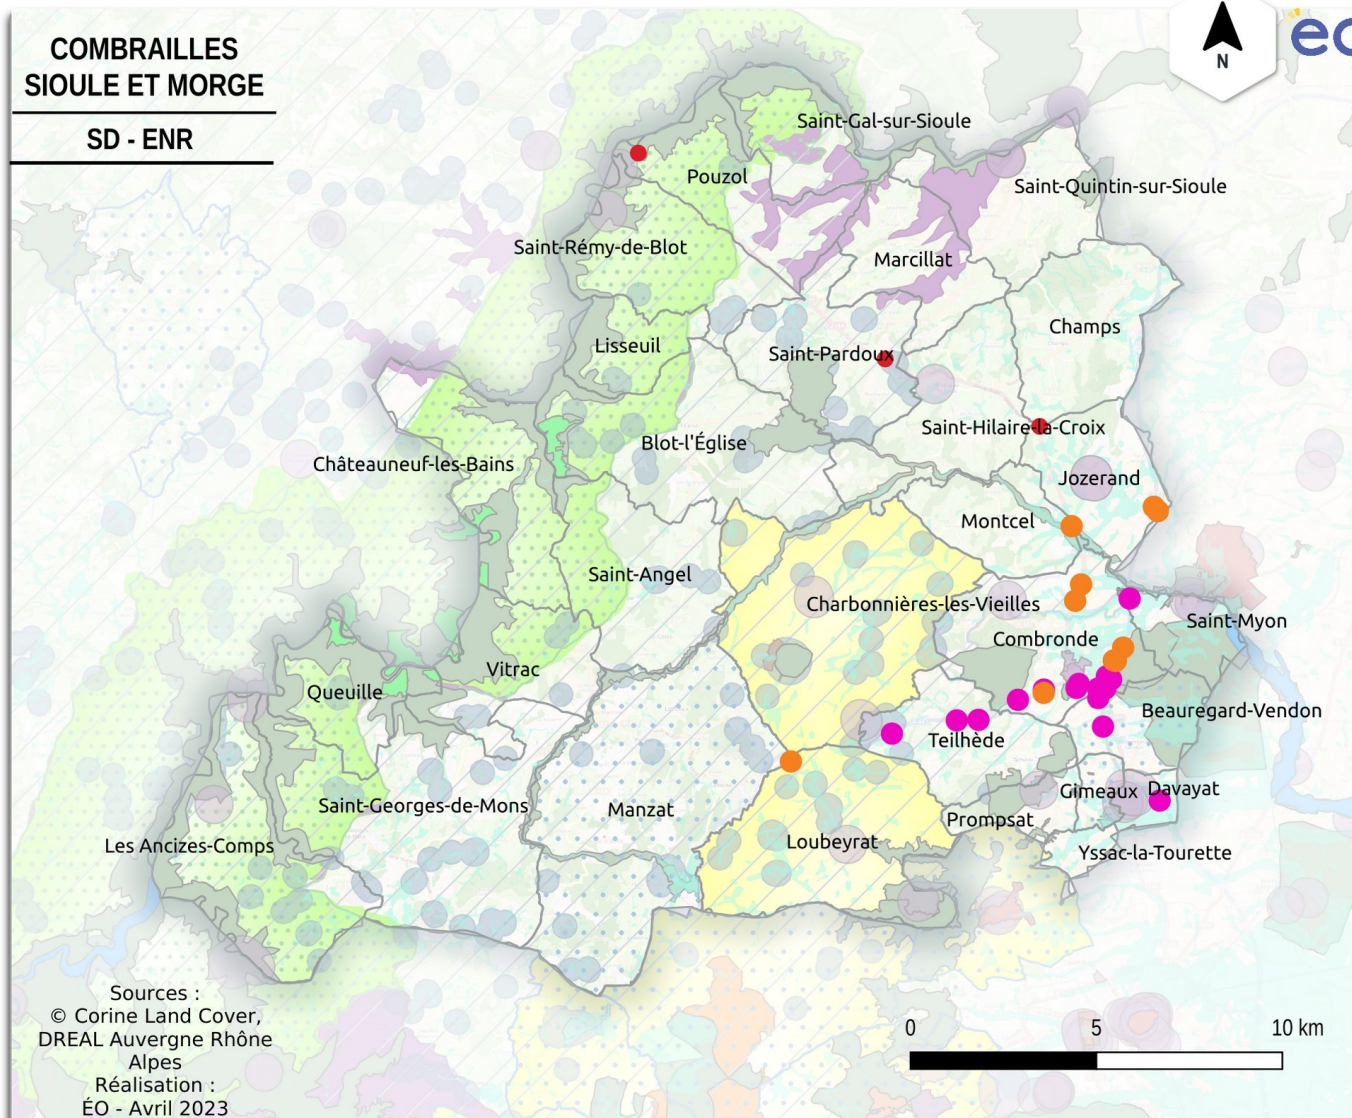 COMBRAILLES
SIOULE ET MORGE
SD - ENR
N
Saint-Gal-sur-Sioule
Pouzol
Saint-Quintin-sur-Sioule
Saint-Rémy-de-Blot
Marcillat
Champs
Lisseuil
Saint-Pardoux
Saint-Hilaire-la-Croix
Blot-l'Église
Châteauneuf-les-Bains
Jozerand
Montcel
Saint-Angel
Charbonnières-les-Vieilles
Saint-Myon
Combronde
Vitrac
Queuille
Beauregard-Vendon
Teilhède
Gimeaux
Davayat
Saint-Georges-de-Mons
Manzat
Prompsat
Loubeyrat
Les Ancizes-Comps
Yssac-la-Tourette
Sources :
© Corine Land Cover,
DREAL Auvergne Rhône
Alpes
Réalisation :
ÉO - Avril 2023
0 5 10 km